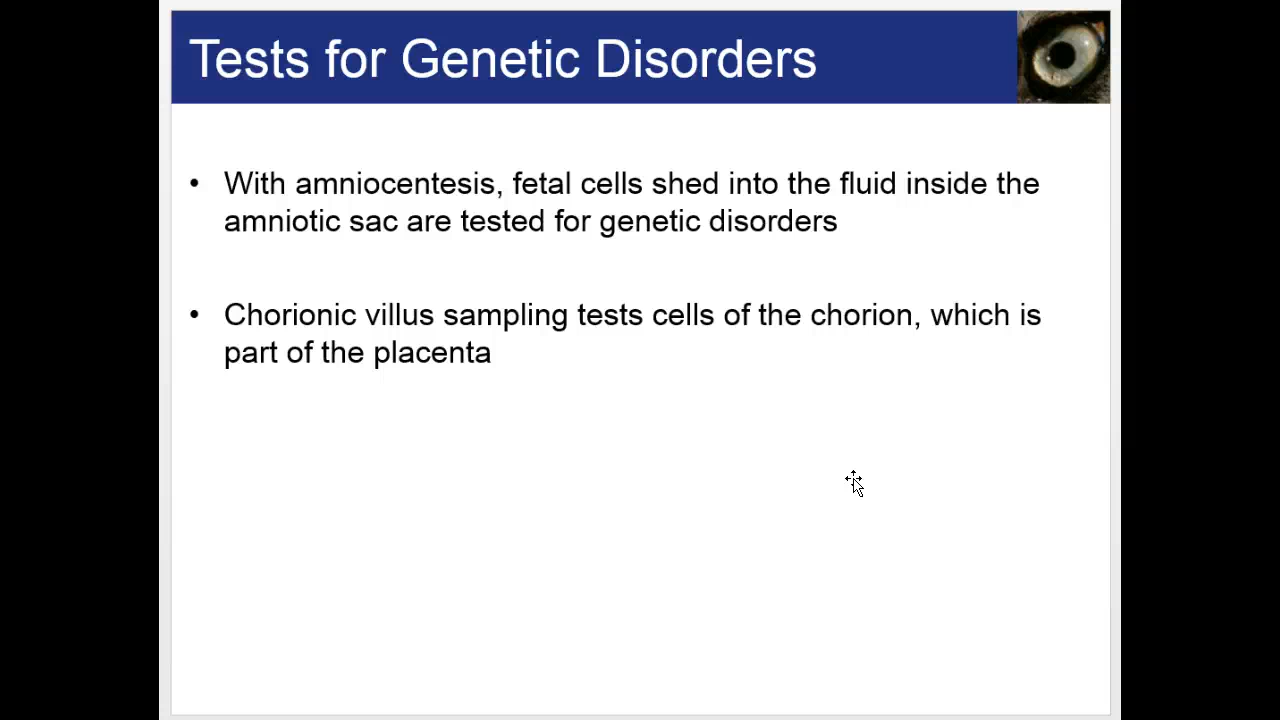 Tests for Genetic Disorders
• With amniocentesis, fetal cells shed into the fluid inside the
amniotic sac are tested for genetic disorders
• Chorionic villus sampling tests cells of the chorion, which is
part of the placenta